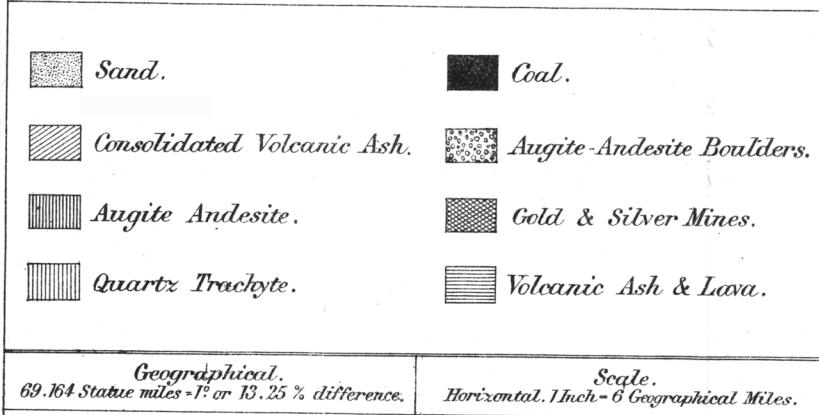 Sand.
Coal.
Consolidated Volcanic Ash.
Augite-Andesite Boulders.
Augite Andesite.
Gold & Silver Mines.
Quartz Trachyte.
Volcanic Ash & Lava.
Geographical.
69.164 Statue miles = 1° or 13.25 % difference.
Scale.
Horizontal. 1 Inch = 6 Geographical Miles.